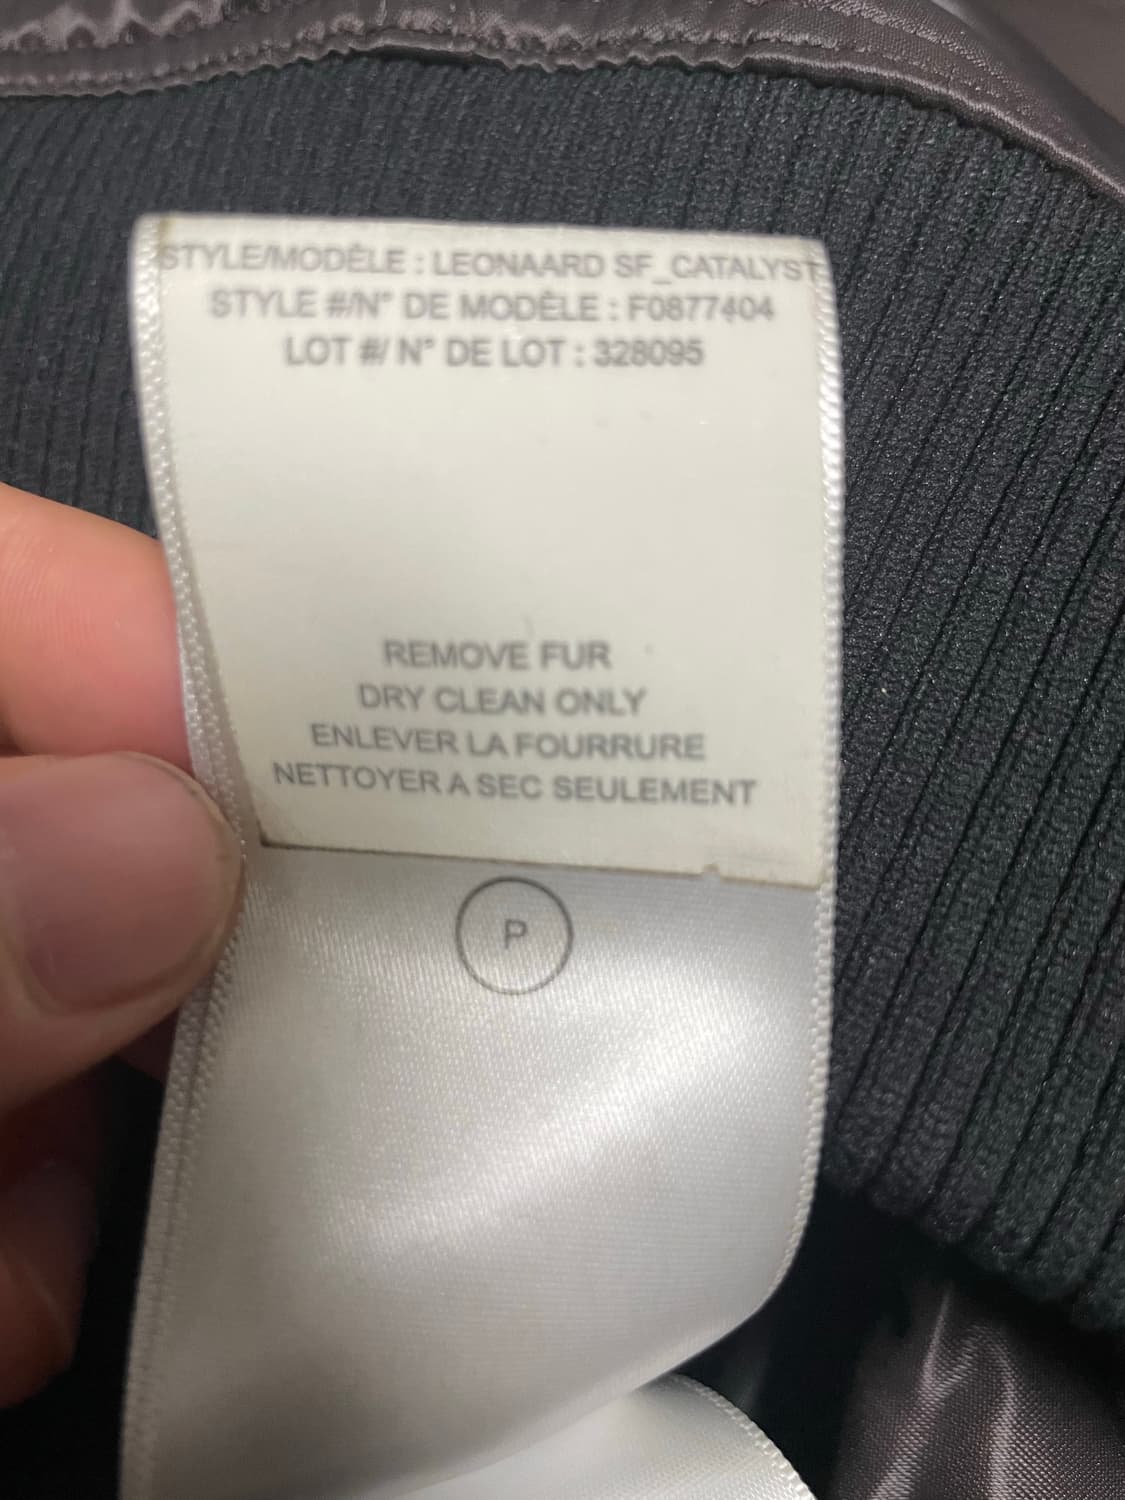 STYLE/MODÈLE : LEONAARD SF_CATALYST
STYLE #/N° DE MODÈLE : F0877404
LOT #/ N° DE LOT : 328095
REMOVE FUR
DRY CLEAN ONLY
ENLEVER LA FOURRURE
NETTOYER A SEC SEULEMENT
P